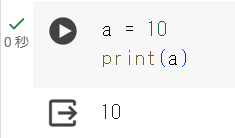 a = 10
print(a)
0 秒
10